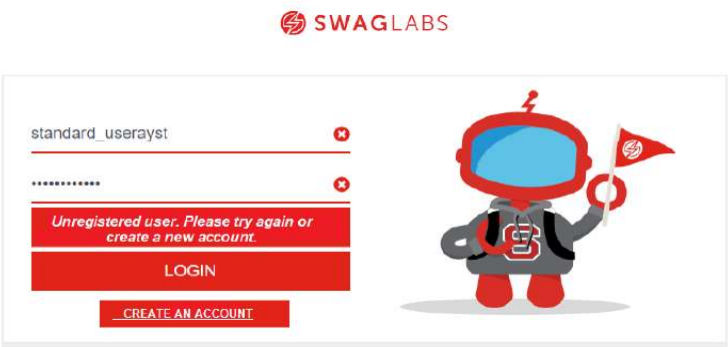 SWAGLABS
standard_userayst
••••••••••••
Unregistered user. Please try again or
create a new account.
LOGIN
CREATE AN ACCOUNT
S